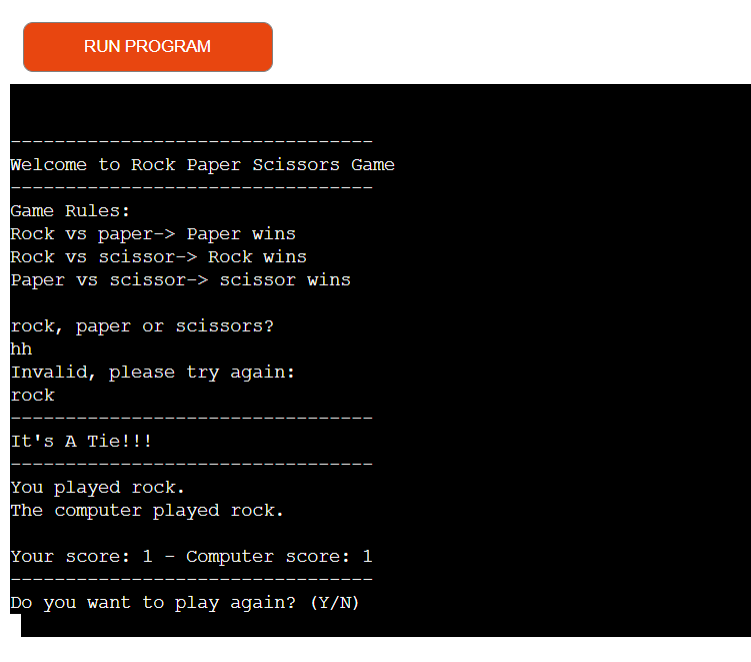 RUN PROGRAM
---------------------------------
Welcome to Rock Paper Scissors Game
---------------------------------
Game Rules:
Rock vs paper-> Paper wins
Rock vs scissor-> Rock wins
Paper vs scissor-> scissor wins
rock, paper or scissors?
hh
Invalid, please try again:
rock
---------------------------------
It's A Tie!!!
---------------------------------
You played rock.
The computer played rock.
Your score: 1 - Computer score: 1
---------------------------------
Do you want to play again? (Y/N)